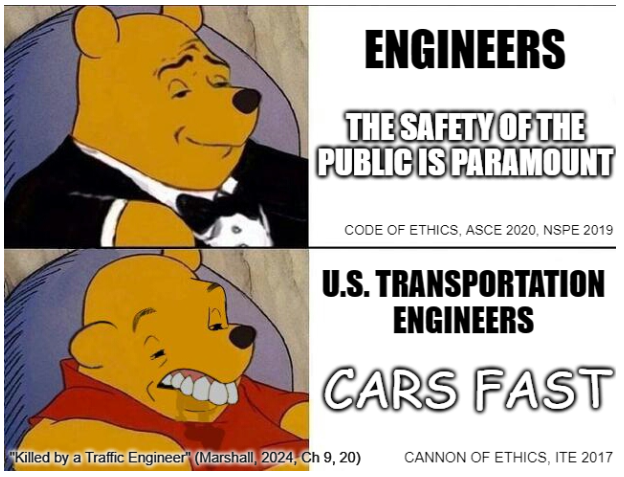 ENGINEERS
THE SAFETY OF THE
PUBLIC IS PARAMOUNT
CODE OF ETHICS, ASCE 2020, NSPE 2019
U.S. TRANSPORTATION
ENGINEERS
CARS FAST
"Killed by a Traffic Engineer" (Marshall, 2024, Ch 9, 20)
CANNON OF ETHICS, ITE 2017